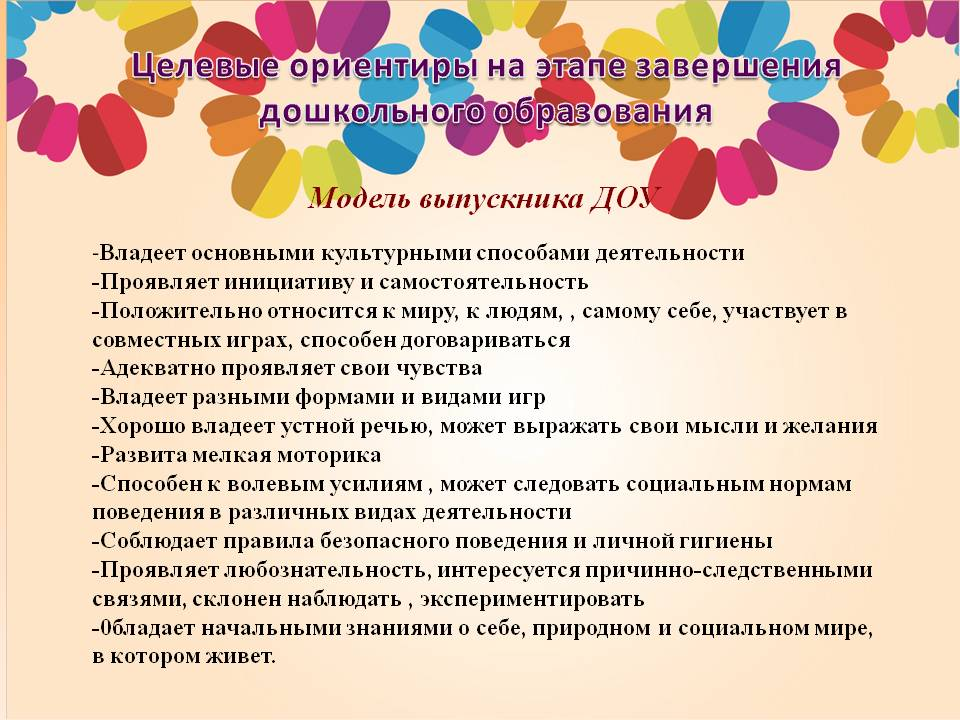 Целевые ориентиры на этапе завершения
дошкольного образования
Модель выпускника ДОУ
-Владеет основными культурными способами деятельности
-Проявляет инициативу и самостоятельность
-Положительно относится к миру, к людям, , самому себе, участвует в
совместных играх, способен договариваться
-Адекватно проявляет свои чувства
-Владеет разными формами и видами игр
-Хорошо владеет устной речью, может выражать свои мысли и желания
-Развита мелкая моторика
-Способен к волевым усилиям , может следовать социальным нормам
поведения в различных видах деятельности
-Соблюдает правила безопасного поведения и личной гигиены
-Проявляет любознательность, интересуется причинно-следственными
связями, склонен наблюдать , экспериментировать
-0бладает начальными знаниями о себе, природном и социальном мире,
в котором живет.